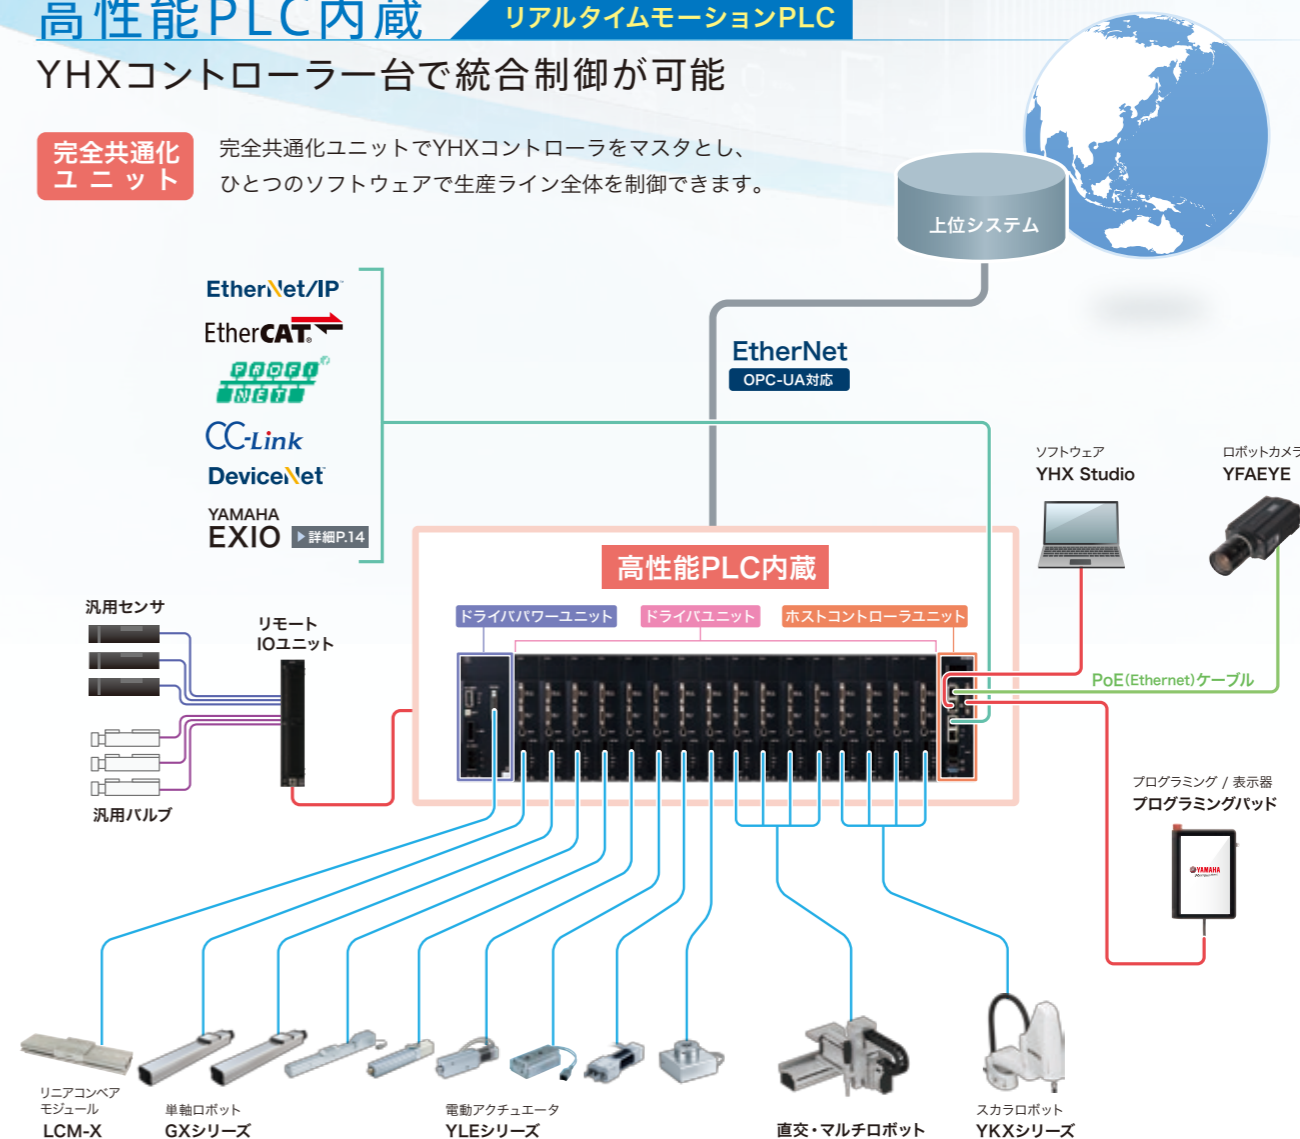 高性能PLC内蔵
リアルタイムモーションPLC
YHXコントローラ一台で統合制御が可能
完全共通化
ユニット
完全共通化ユニットでYHXコントローラをマスタとし、
ひとつのソフトウェアで生産ライン全体を制御できます。
上位システム
EtherNet/IP
EtherCAT®
PROFI
NET®
CC-Link
DeviceNet
YAMAHA
EXIO
詳細P.14
EtherNet
OPC-UA対応
ソフトウェア
YHX Studio
ロボットカメラ
YFAEYE
高性能PLC内蔵
ドライバパワーユニット
ドライバユニット
ホストコントローラユニット
汎用センサ
リモート
IOユニット
汎用バルブ
PoE(Ethernet)ケーブル
プログラミング / 表示器
プログラミングパッド
YAMAHA
リニアコンベア
モジュール
LCM-X
単軸ロボット
GXシリーズ
電動アクチュエータ
YLEシリーズ
直交・マルチロボット
スカラロボット
YKXシリーズ